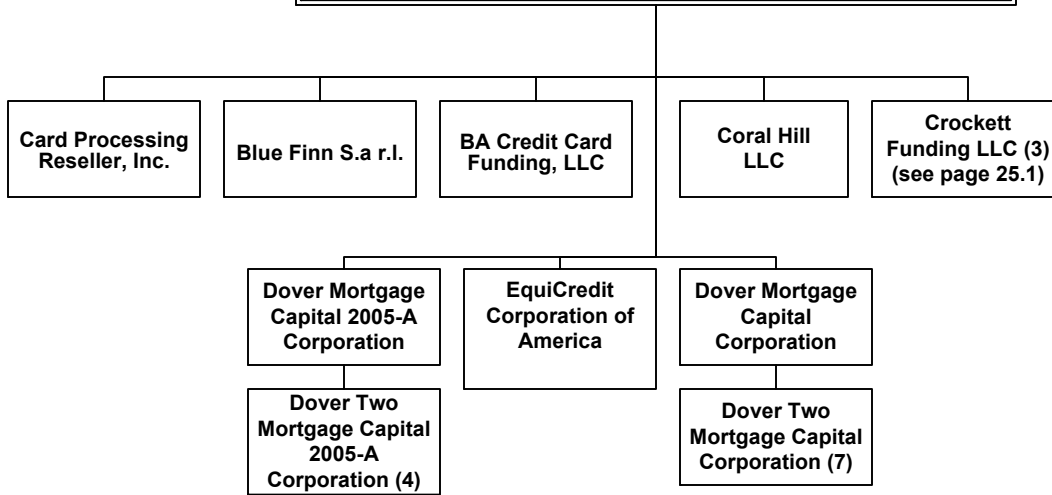 Card Processing
Reseller, Inc.
Blue Finn S.a r.l.
BA Credit Card
Funding, LLC
Coral Hill
LLC
Crockett
Funding LLC (3)
(see page 25.1)
Dover Mortgage
Capital 2005-A
Corporation
EquiCredit
Corporation of
America
Dover Mortgage
Capital
Corporation
Dover Two
Mortgage Capital
2005-A
Corporation (4)
Dover Two
Mortgage Capital
Corporation (7)